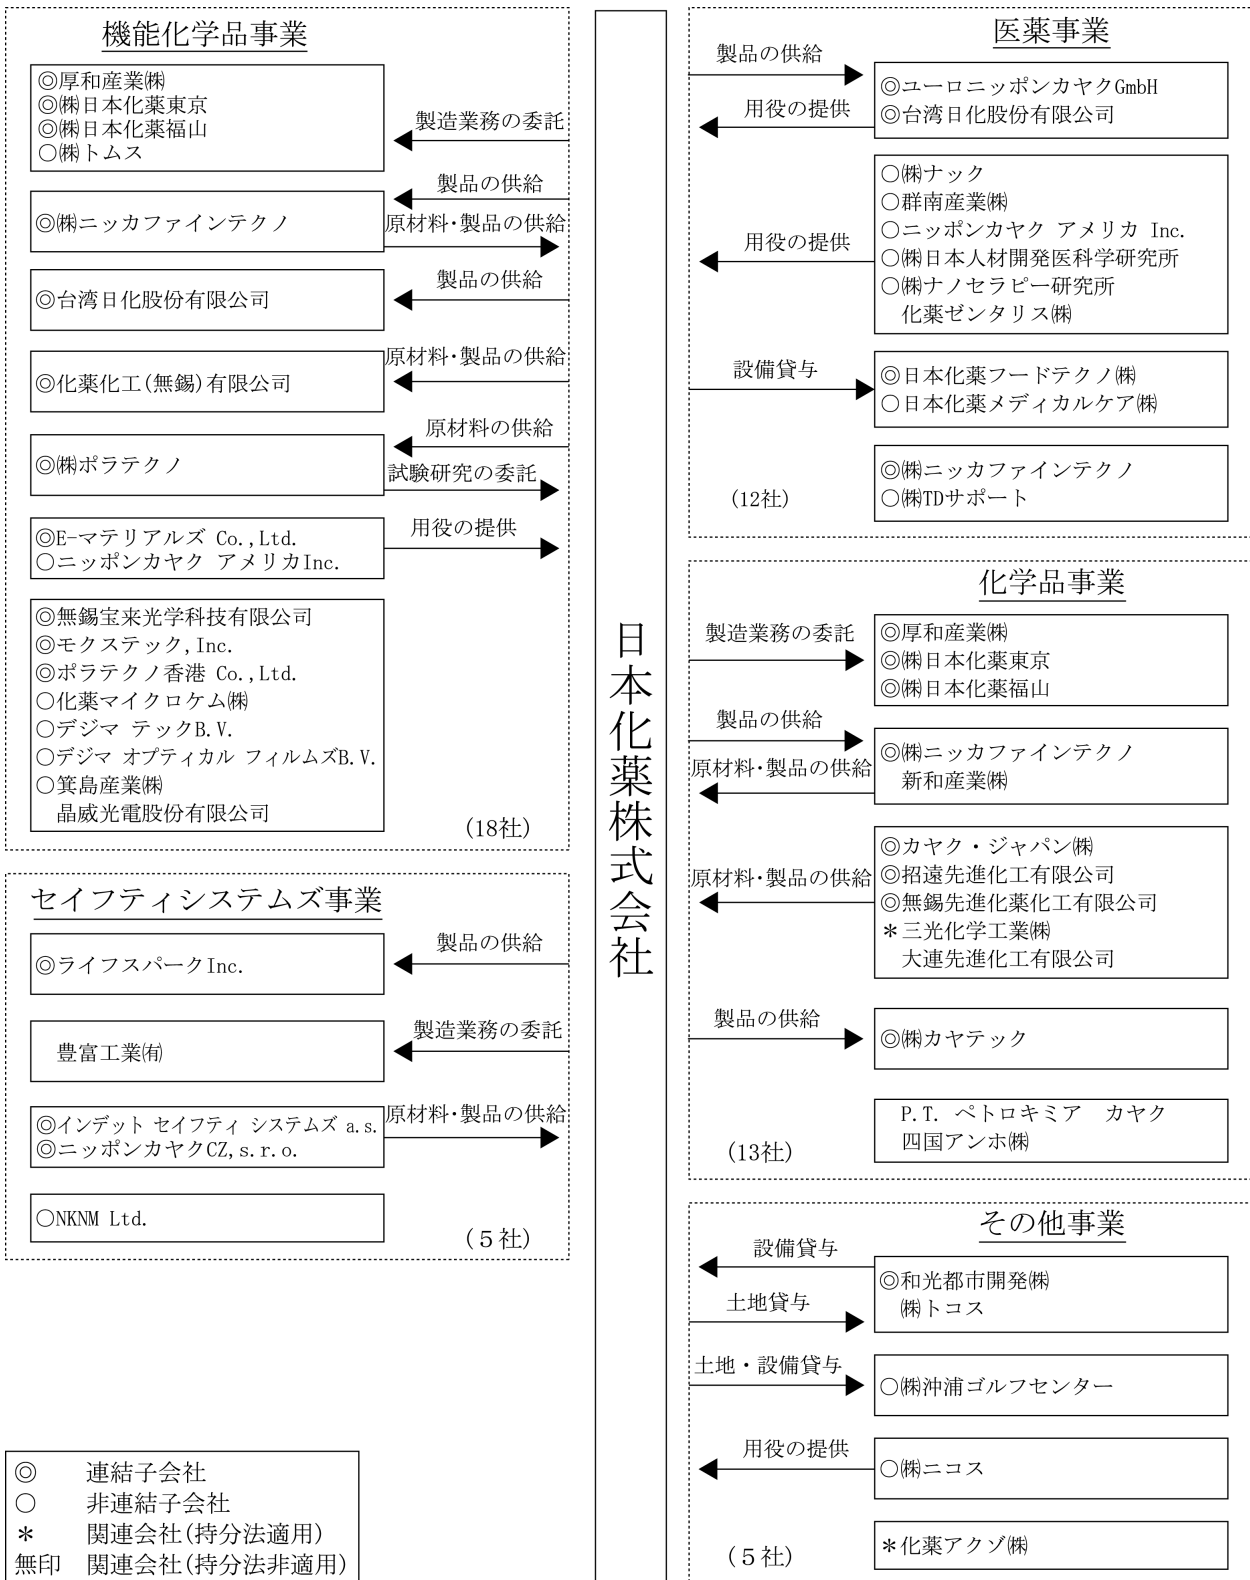 機能化学品事業
◎厚和産業㈱
◎㈱日本化薬東京
◎㈱日本化薬福山
○㈱トムス
製造業務の委託
◎㈱ニッカファインテクノ
製品の供給
原材料・製品の供給
◎台湾日化股份有限公司
製品の供給
◎化薬化工(無錫)有限公司
原材料・製品の供給
◎㈱ポラテクノ
原材料の供給
試験研究の委託
◎E-マテリアルズ Co.,Ltd.
○ニッポンカヤク アメリカInc.
用役の提供
◎無錫宝来光学科技有限公司
◎モクステック,Inc.
◎ポラテクノ香港 Co.,Ltd.
○化薬マイクロケム㈱
○デジマ テックB.V.
○デジマ オプティカル フィルムズB.V.
○箕島産業㈱
晶威光電股份有限公司
(18社)
セイフティシステムズ事業
◎ライフスパークInc.
製品の供給
豊富工業㈲
製造業務の委託
◎インデット セイフティ システムズ a.s.
◎ニッポンカヤクCZ,s.r.o.
原材料・製品の供給
○NKNM Ltd.
(５社)
◎ 連結子会社
○ 非連結子会社
＊ 関連会社(持分法適用)
無印 関連会社(持分法非適用)
日本化薬株式会社
医薬事業
製品の供給
用役の提供
◎ユーロニッポンカヤクGmbH
◎台湾日化股份有限公司
用役の提供
○㈱ナック
○群南産業㈱
○ニッポンカヤク アメリカ Inc.
○㈱日本人材開発医科学研究所
○㈱ナノセラピー研究所
化薬ゼンタリス㈱
設備貸与
◎日本化薬フードテクノ㈱
○日本化薬メディカルケア㈱
◎㈱ニッカファインテクノ
○㈱TDサポート
(12社)
化学品事業
製造業務の委託
◎厚和産業㈱
◎㈱日本化薬東京
◎㈱日本化薬福山
製品の供給
原材料・製品の供給
◎㈱ニッカファインテクノ
新和産業㈱
原材料・製品の供給
◎カヤク・ジャパン㈱
◎招遠先進化工有限公司
◎無錫先進化薬化工有限公司
＊三光化学工業㈱
大連先進化工有限公司
製品の供給
◎㈱カヤテック
P.T. ペトロキミア　カヤク
四国アンホ㈱
(13社)
その他事業
設備貸与
土地貸与
◎和光都市開発㈱
㈱トコス
土地・設備貸与
○㈱沖浦ゴルフセンター
用役の提供
○㈱ニコス
＊化薬アクゾ㈱
(５社)